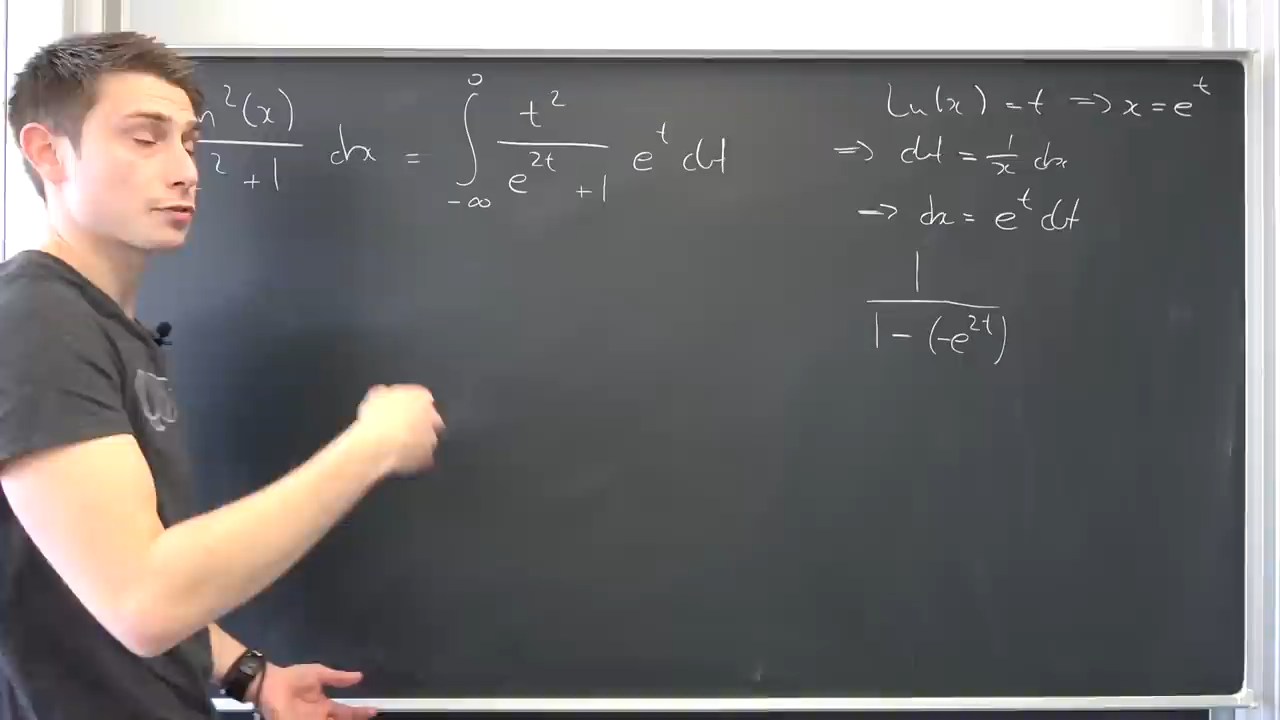 n²(x) / ² + 1 dx = ∫_{-∞}^{0} t² / (e^{2t} + 1) e^t dt
ln(x) = t => x = e^t
=> dt = 1/x dx
-> dx = e^t dt
1 / (1 - (-e^{2t}))